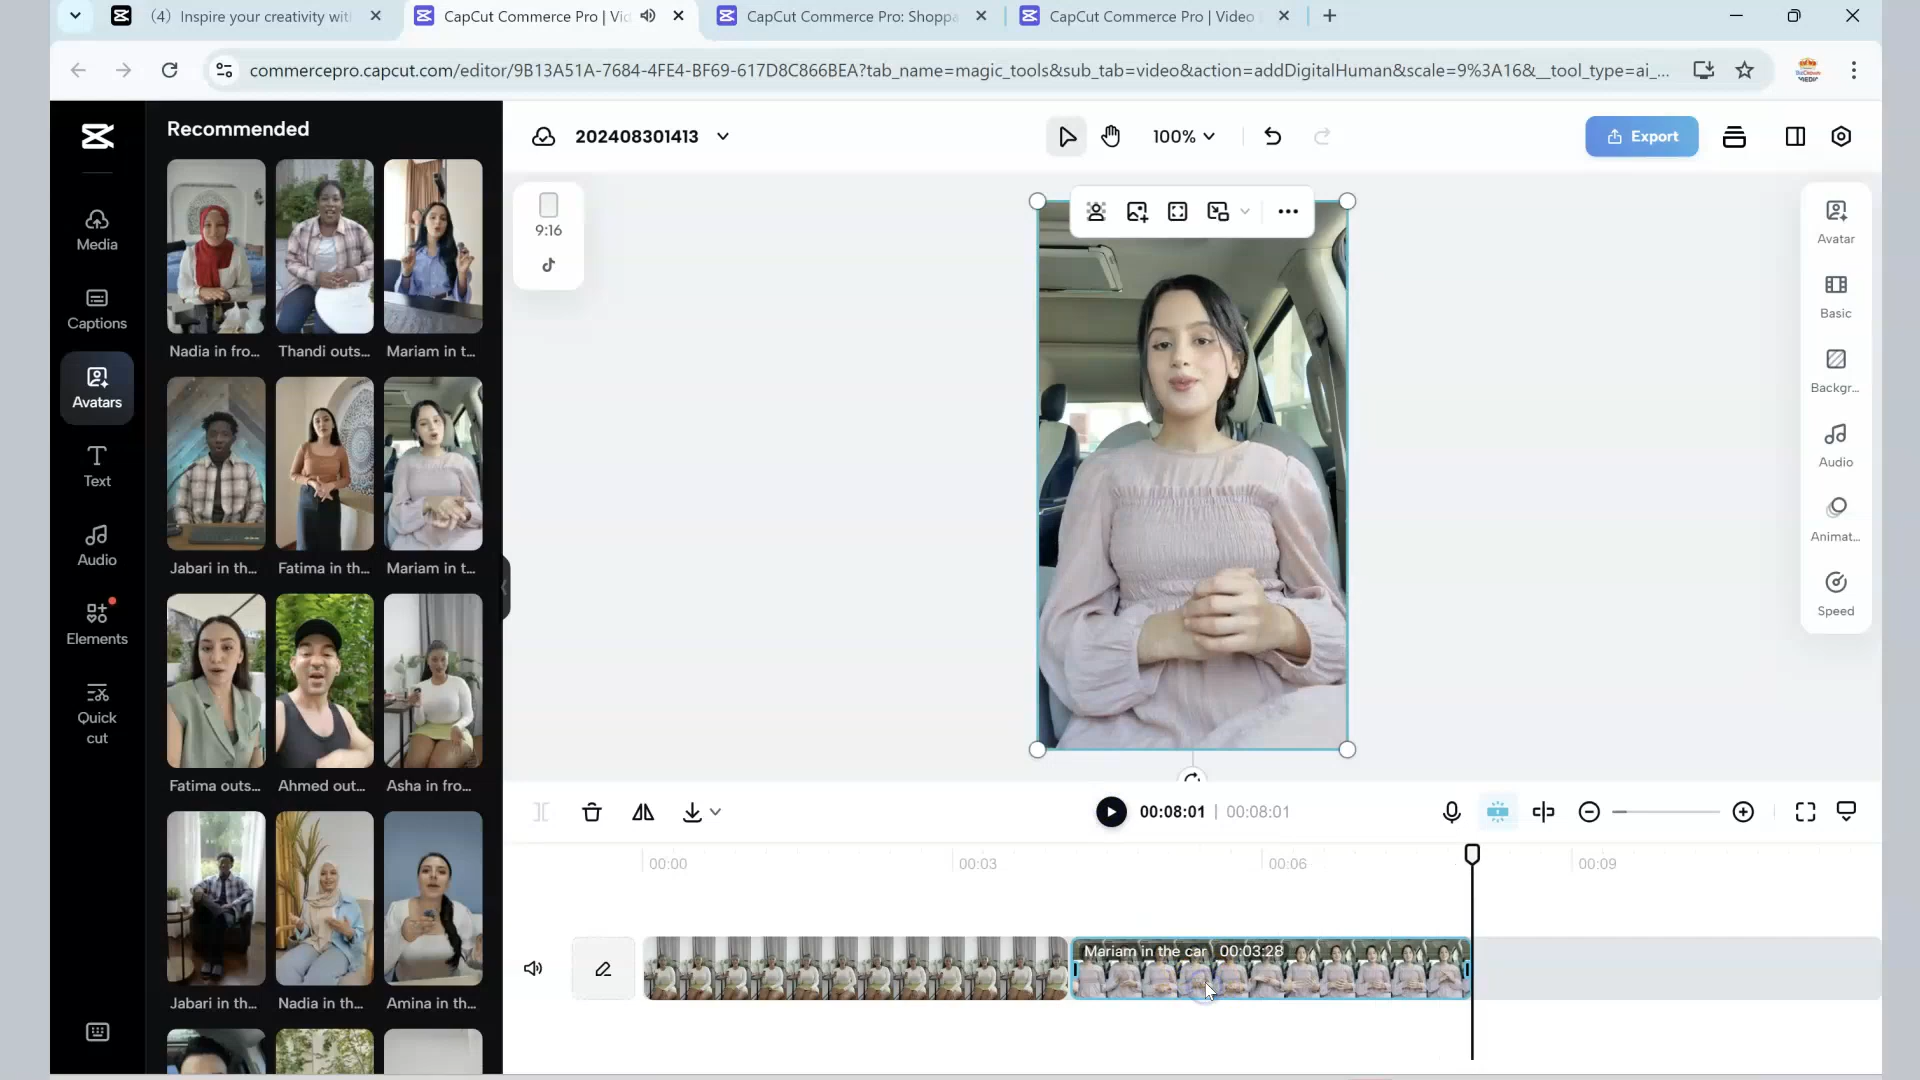 (4) Inspire your creativity wit
CapCut Commerce Pro | Vi
CapCut Commerce Pro: Shopp
CapCut Commerce Pro | Video
commercepro.capcut.com/editor/9B13A51A-7684-4FE4-BF69-617D8C866BEA?tab_name=magic_tools&sub_tab=video&action=addDigitalHuman&scale=9%3A16&__tool_type=ai_...
Media
Captions
Avatars
Text
Audio
Elements
Quick
cut
Recommended
Nadia in fro...
Thandi outs...
Mariam in t...
Jabari in th...
Fatima in th...
Mariam in t...
Fatima outs...
Ahmed out...
Asha in fro...
Jabari in th...
Nadia in th...
Amina in th...
202408301413
100%
Export
9:16
Avatar
Basic
Backgr...
Audio
Animat...
Speed
00:08:01 | 00:08:01
00:00
00:03
00:06
00:09
Mariam in the car 00:03:28